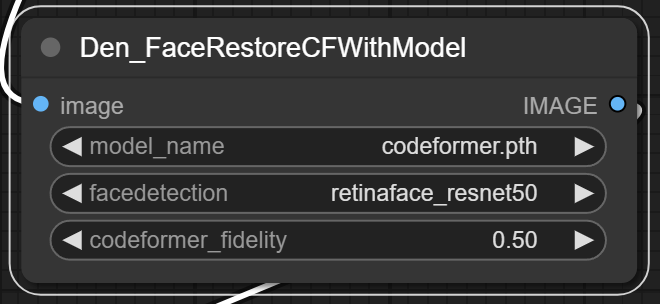 Den_FaceRestoreCFWithModel
image IMAGE
model_name codeformer.pth
facedetection retinaface_resnet50
codeformer_fidelity 0.50